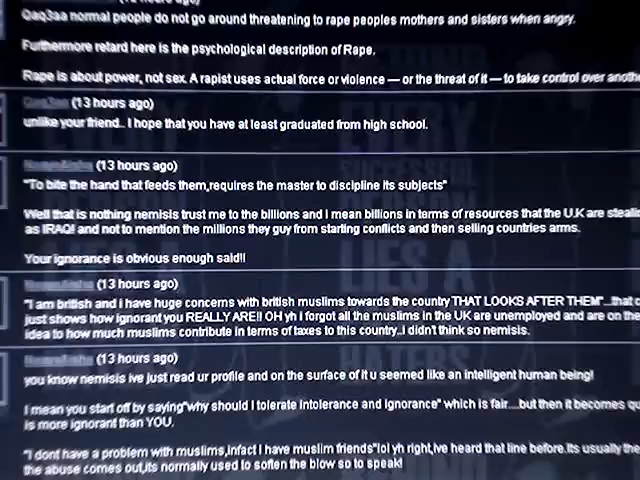 Qaq3aa normal people do not go around threatening to rape peoples mothers and sisters when angry.
Furthermore retard here is the psychological description of Rape.
Rape is about power, not sex. A rapist uses actual force or violence — or the threat of it — to take control over
(13 hours ago)
unlike your friend.. I hope that you have at least graduated from high school.
(13 hours ago)
"To bite the hand that feeds them,requires the master to discipline its subjects"
Well that is nothing nemisis trust me to the billions and I mean billions in terms of resources that the U.K are
as IRAQ! and not to mention the millions they guy from starting conflicts and then selling countries arms.
Your ignorance is obvious enough said!!
(13 hours ago)
"I am british and i have huge concerns with british muslims towards the country THAT LOOKS AFTER THEM"...that
just shows how ignorant you REALLY ARE!! OH yh i forgot all the muslims in the UK are unemployed and are on the
idea to how much muslims contribute in terms of taxes to this country..i didn't think so nemisis.
(13 hours ago)
you know nemisis ive just read ur profile and on the surface of it u seemed like an intelligent human being!
I mean you start off by saying"why should I tolerate intolerance and ignorance" which is fair....but then it becomes
is more ignorant than YOU.
"I dont have a problem with muslims,infact I have muslim friends"lol yh right,ive heard that line before.Its usually the
the abuse comes out,its normally used to soften the blow so to speak!
EVERY
SUCCESSFUL
LIES A
HATERS